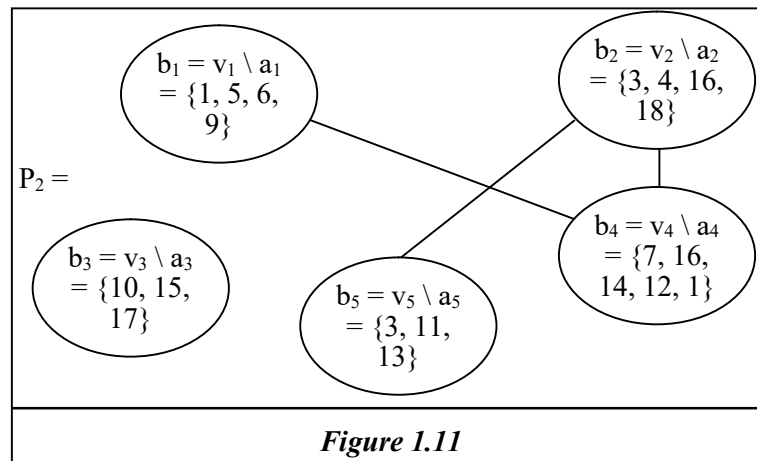 b₁ = v₁ \ a₁
= {1, 5, 6,
9}
b₂ = v₂ \ a₂
= {3, 4, 16,
18}
P₂ =
b₃ = v₃ \ a₃
= {10, 15,
17}
b₅ = v₅ \ a₅
= {3, 11,
13}
b₄ = v₄ \ a₄
= {7, 16,
14, 12, 1}
Figure 1.11